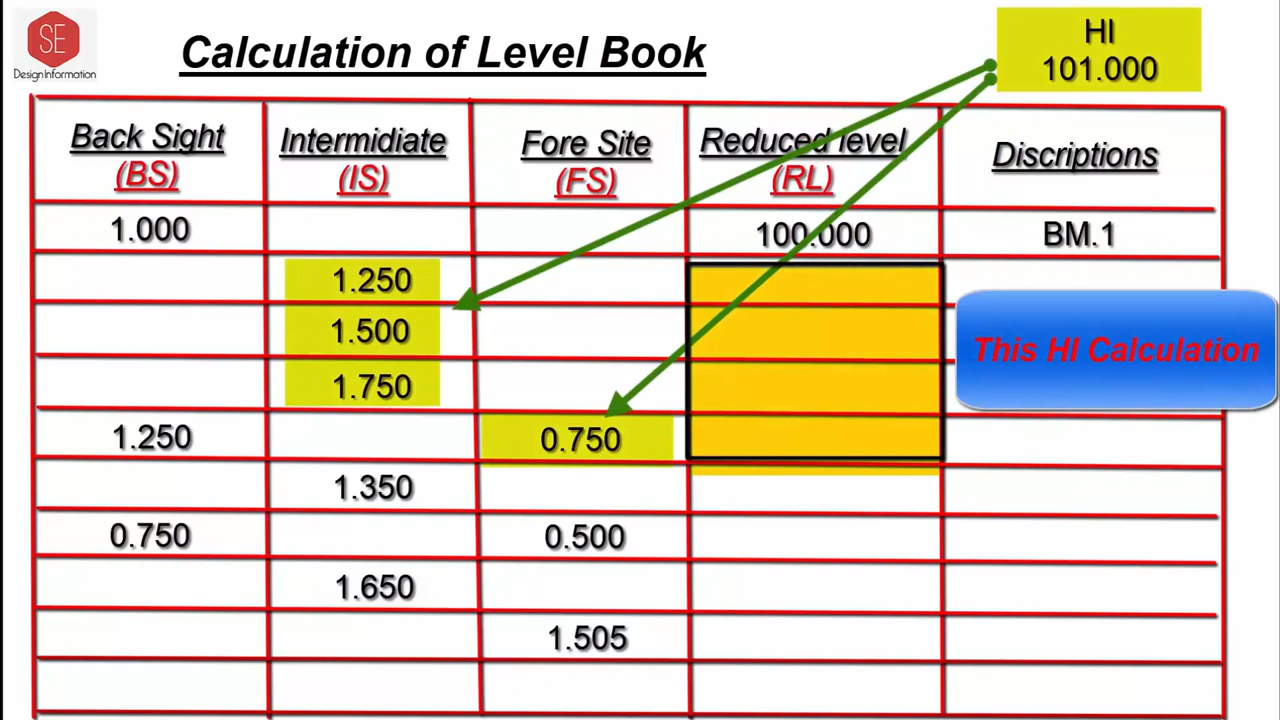 SE
Design Information
Calculation of Level Book
HI
101.000
Back Sight
(BS)
Intermidiate
(IS)
Fore Site
(FS)
Reduced level
(RL)
Discriptions
1.000 100.000 BM.1
1.250
1.500
This HI Calculation
1.750
1.250 0.750
1.350
0.750 0.500
1.650
1.505